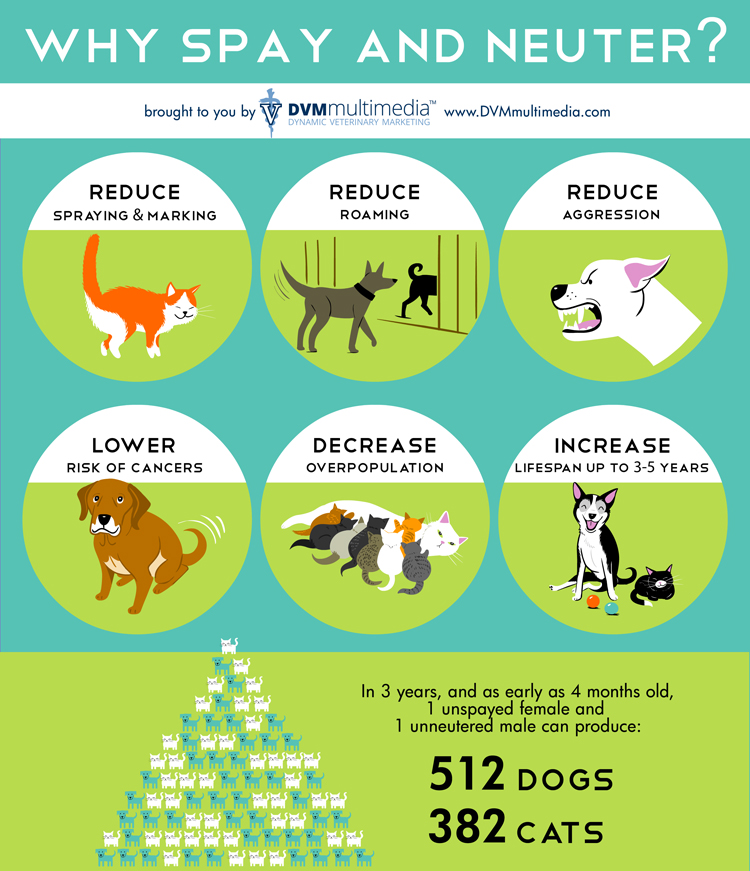 WHY SPAY AND NEUTER?
brought to you by DVMmultimedia™ www.DVMmultimedia.com
DYNAMIC VETERINARY MARKETING
REDUCE
SPRAYING & MARKING
REDUCE
ROAMING
REDUCE
AGGRESSION
LOWER
RISK OF CANCERS
DECREASE
OVERPOPULATION
INCREASE
LIFESPAN UP TO 3-5 YEARS
In 3 years, and as early as 4 months old,
1 unspayed female and
1 unneutered male can produce:
512 DOGS
382 CATS